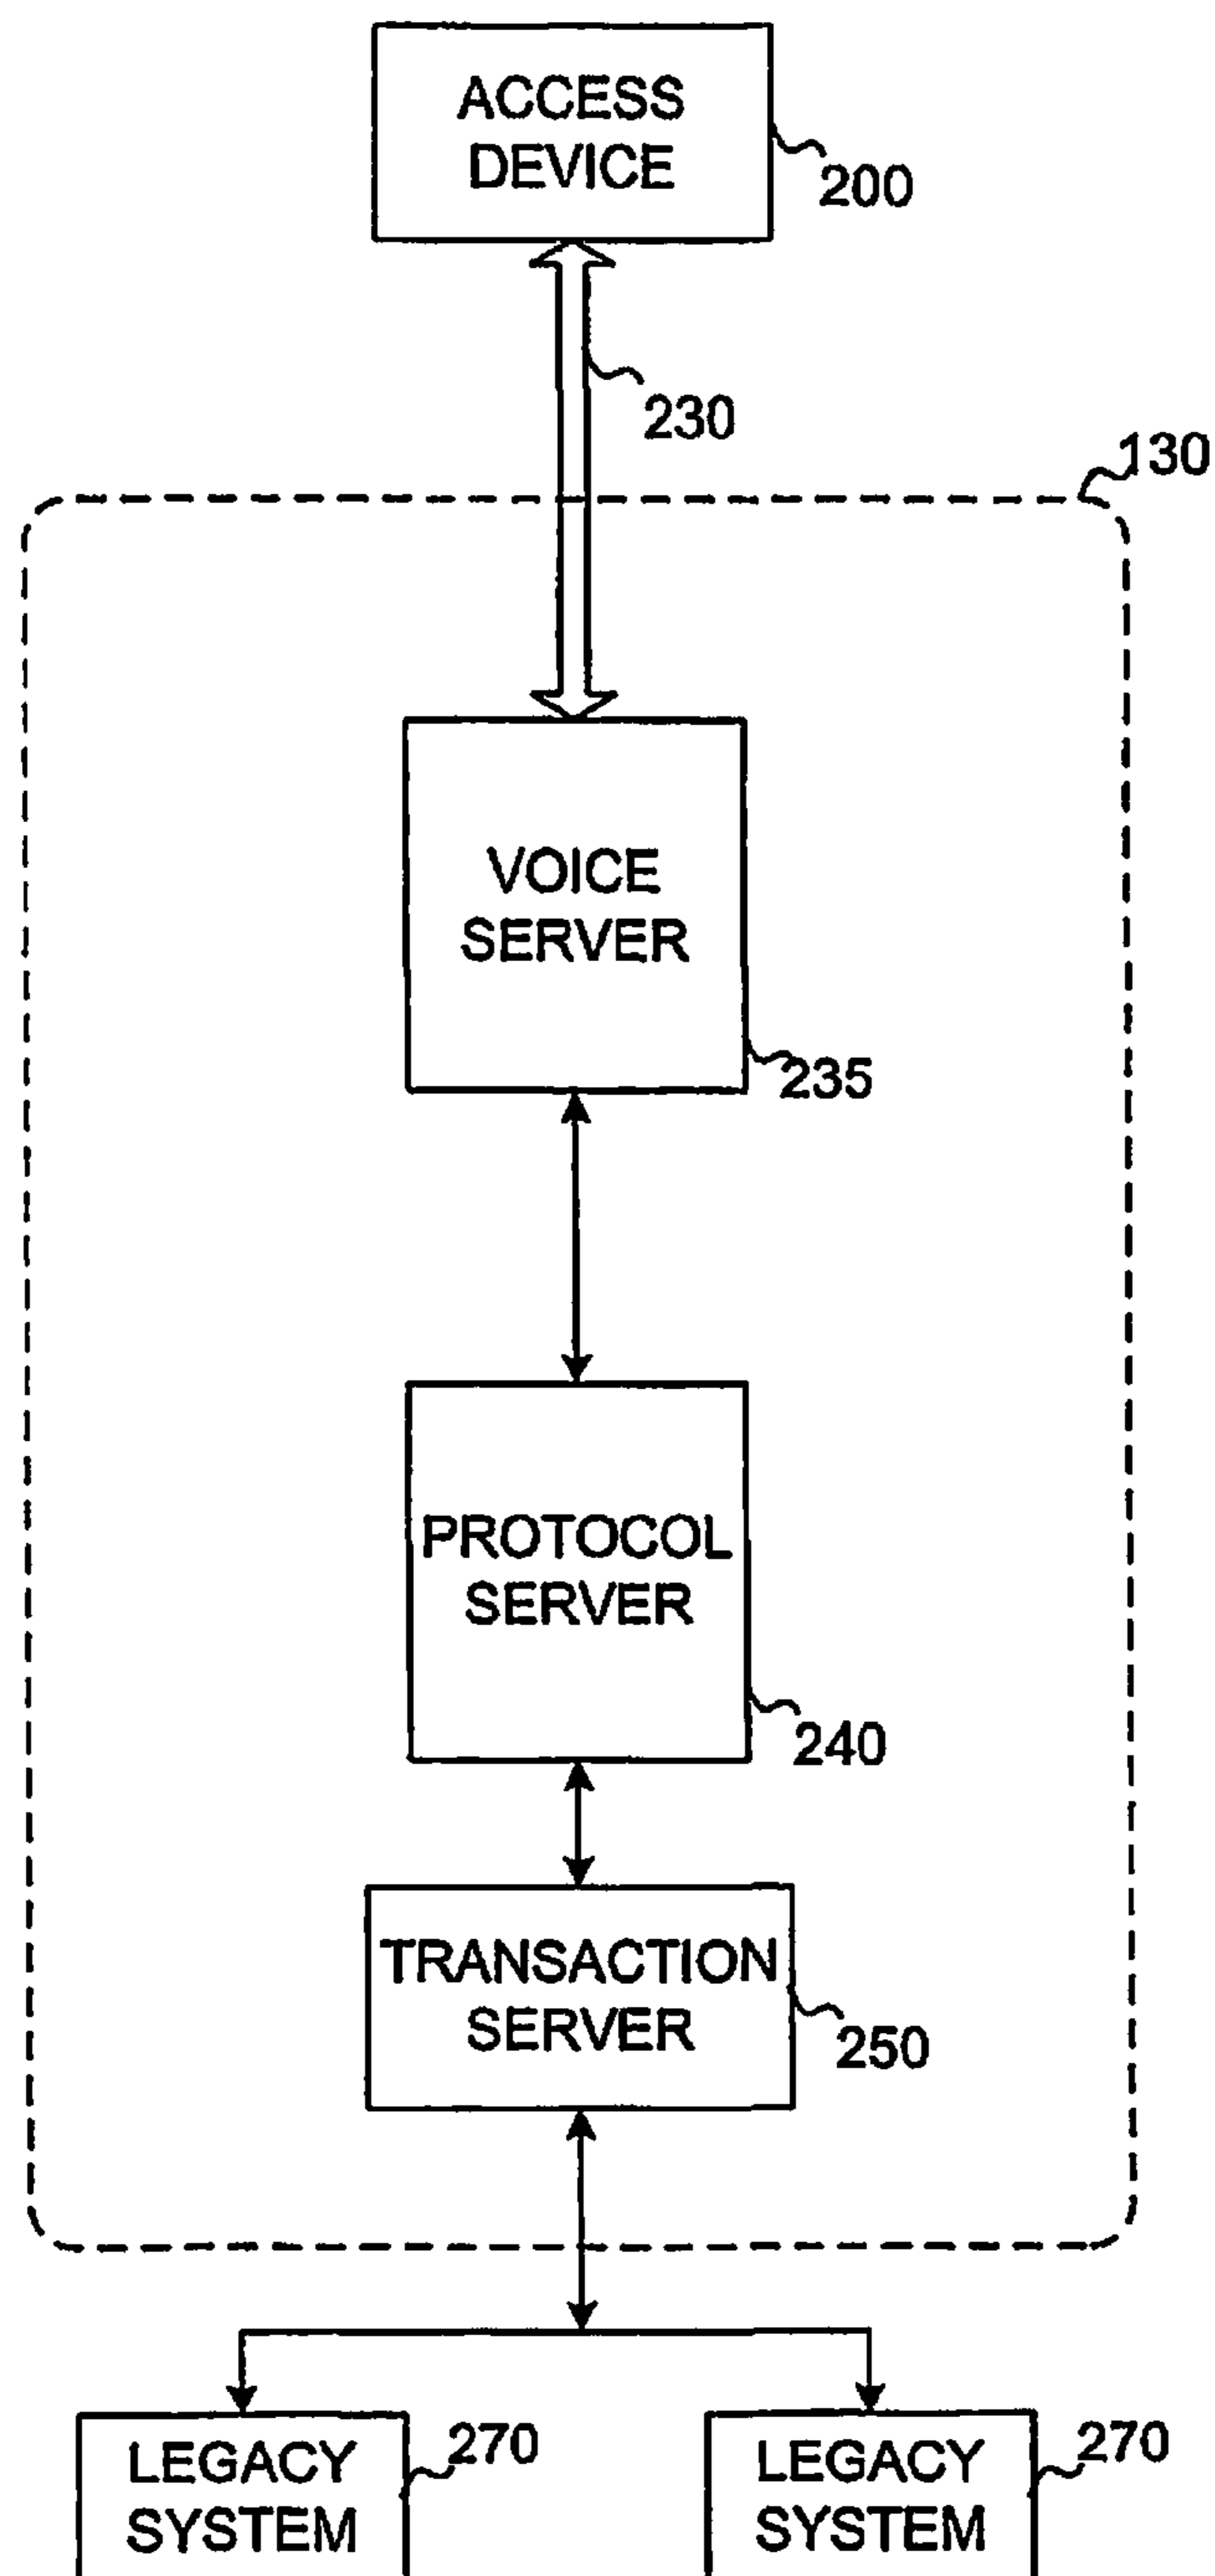 ACCESS
DEVICE
200
230
130
VOICE
SERVER
235
PROTOCOL
SERVER
240
TRANSACTION
SERVER
250
LEGACY
SYSTEM
270
LEGACY
SYSTEM
270